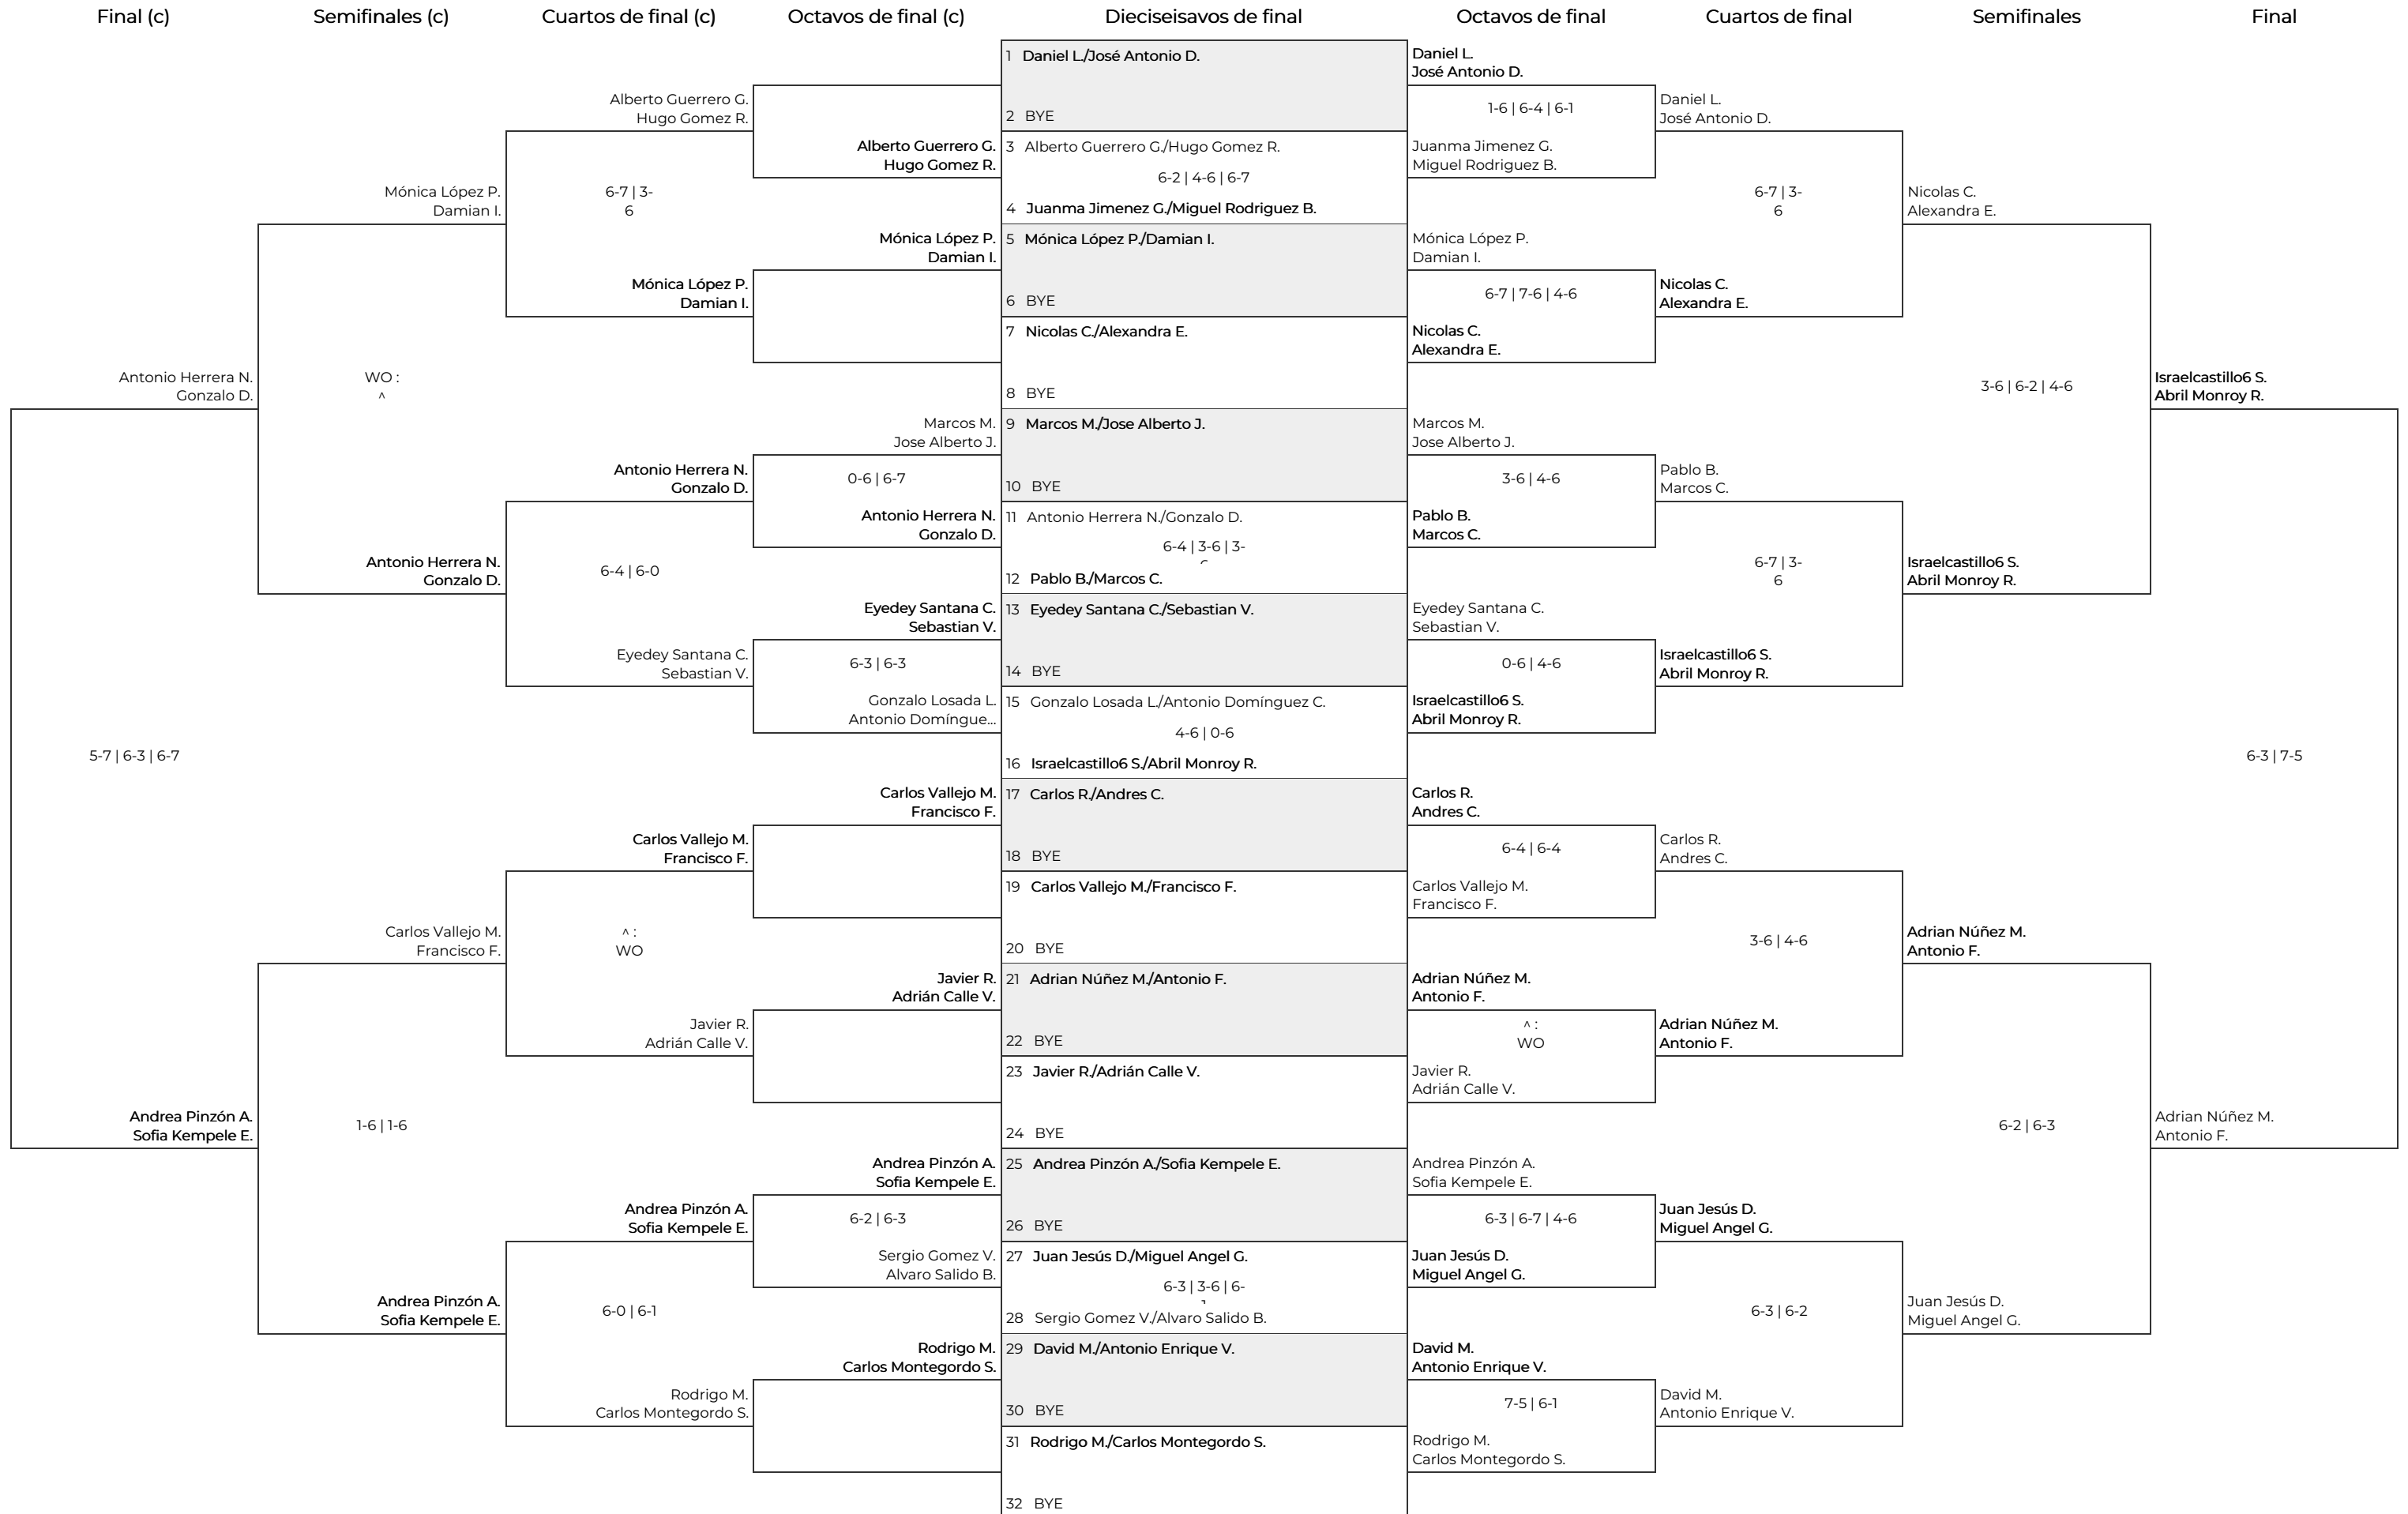 Final (c)
Semifinales (c)
Cuartos de final (c)
Octavos de final (c)
Dieciseisavos de final
Octavos de final
Cuartos de final
Semifinales
Final
Antonio Herrera N.
Gonzalo D.
5-7 | 6-3 | 6-7
Andrea Pinzón A.
Sofia Kempele E.
Mónica López P.
Damian I.
WO :
^
Antonio Herrera N.
Gonzalo D.
Carlos Vallejo M.
Francisco F.
1-6 | 1-6
Andrea Pinzón A.
Sofia Kempele E.
Alberto Guerrero G.
Hugo Gomez R.
6-7 | 3-
6
Mónica López P.
Damian I.
Antonio Herrera N.
Gonzalo D.
6-4 | 6-0
Eyedey Santana C.
Sebastian V.
Carlos Vallejo M.
Francisco F.
^ :
WO
Javier R.
Adrián Calle V.
Andrea Pinzón A.
Sofia Kempele E.
6-0 | 6-1
Rodrigo M.
Carlos Montegordo S.
Alberto Guerrero G.
Hugo Gomez R.
Mónica López P.
Damian I.
Marcos M.
Jose Alberto J.
0-6 | 6-7
Antonio Herrera N.
Gonzalo D.
Eyedey Santana C.
Sebastian V.
6-3 | 6-3
Gonzalo Losada L.
Antonio Domíngue...
Carlos Vallejo M.
Francisco F.
Javier R.
Adrián Calle V.
Andrea Pinzón A.
Sofia Kempele E.
6-2 | 6-3
Sergio Gomez V.
Alvaro Salido B.
Rodrigo M.
Carlos Montegordo S.
1 Daniel L./José Antonio D.
2 BYE
3 Alberto Guerrero G./Hugo Gomez R.
6-2 | 4-6 | 6-7
4 Juanma Jimenez G./Miguel Rodriguez B.
5 Mónica López P./Damian I.
6 BYE
7 Nicolas C./Alexandra E.
8 BYE
9 Marcos M./Jose Alberto J.
10 BYE
11 Antonio Herrera N./Gonzalo D.
6-4 | 3-6 | 3-
12 Pablo B./Marcos C.
13 Eyedey Santana C./Sebastian V.
14 BYE
15 Gonzalo Losada L./Antonio Domínguez C.
4-6 | 0-6
16 Israelcastillo6 S./Abril Monroy R.
17 Carlos R./Andres C.
18 BYE
19 Carlos Vallejo M./Francisco F.
20 BYE
21 Adrian Núñez M./Antonio F.
22 BYE
23 Javier R./Adrián Calle V.
24 BYE
25 Andrea Pinzón A./Sofia Kempele E.
26 BYE
27 Juan Jesús D./Miguel Angel G.
6-3 | 3-6 | 6-
28 Sergio Gomez V./Alvaro Salido B.
29 David M./Antonio Enrique V.
30 BYE
31 Rodrigo M./Carlos Montegordo S.
32 BYE
Daniel L.
José Antonio D.
1-6 | 6-4 | 6-1
Juanma Jimenez G.
Miguel Rodriguez B.
Mónica López P.
Damian I.
6-7 | 7-6 | 4-6
Nicolas C.
Alexandra E.
Marcos M.
Jose Alberto J.
3-6 | 4-6
Pablo B.
Marcos C.
Eyedey Santana C.
Sebastian V.
0-6 | 4-6
Israelcastillo6 S.
Abril Monroy R.
Carlos R.
Andres C.
6-4 | 6-4
Carlos Vallejo M.
Francisco F.
Adrian Núñez M.
Antonio F.
^ :
WO
Javier R.
Adrián Calle V.
Andrea Pinzón A.
Sofia Kempele E.
6-3 | 6-7 | 4-6
Juan Jesús D.
Miguel Angel G.
David M.
Antonio Enrique V.
7-5 | 6-1
Rodrigo M.
Carlos Montegordo S.
Daniel L.
José Antonio D.
6-7 | 3-
6
Nicolas C.
Alexandra E.
Pablo B.
Marcos C.
6-7 | 3-
6
Israelcastillo6 S.
Abril Monroy R.
Carlos R.
Andres C.
3-6 | 4-6
Adrian Núñez M.
Antonio F.
Juan Jesús D.
Miguel Angel G.
6-3 | 6-2
David M.
Antonio Enrique V.
Nicolas C.
Alexandra E.
3-6 | 6-2 | 4-6
Israelcastillo6 S.
Abril Monroy R.
Adrian Núñez M.
Antonio F.
6-2 | 6-3
Juan Jesús D.
Miguel Angel G.
Israelcastillo6 S.
Abril Monroy R.
6-3 | 7-5
Adrian Núñez M.
Antonio F.